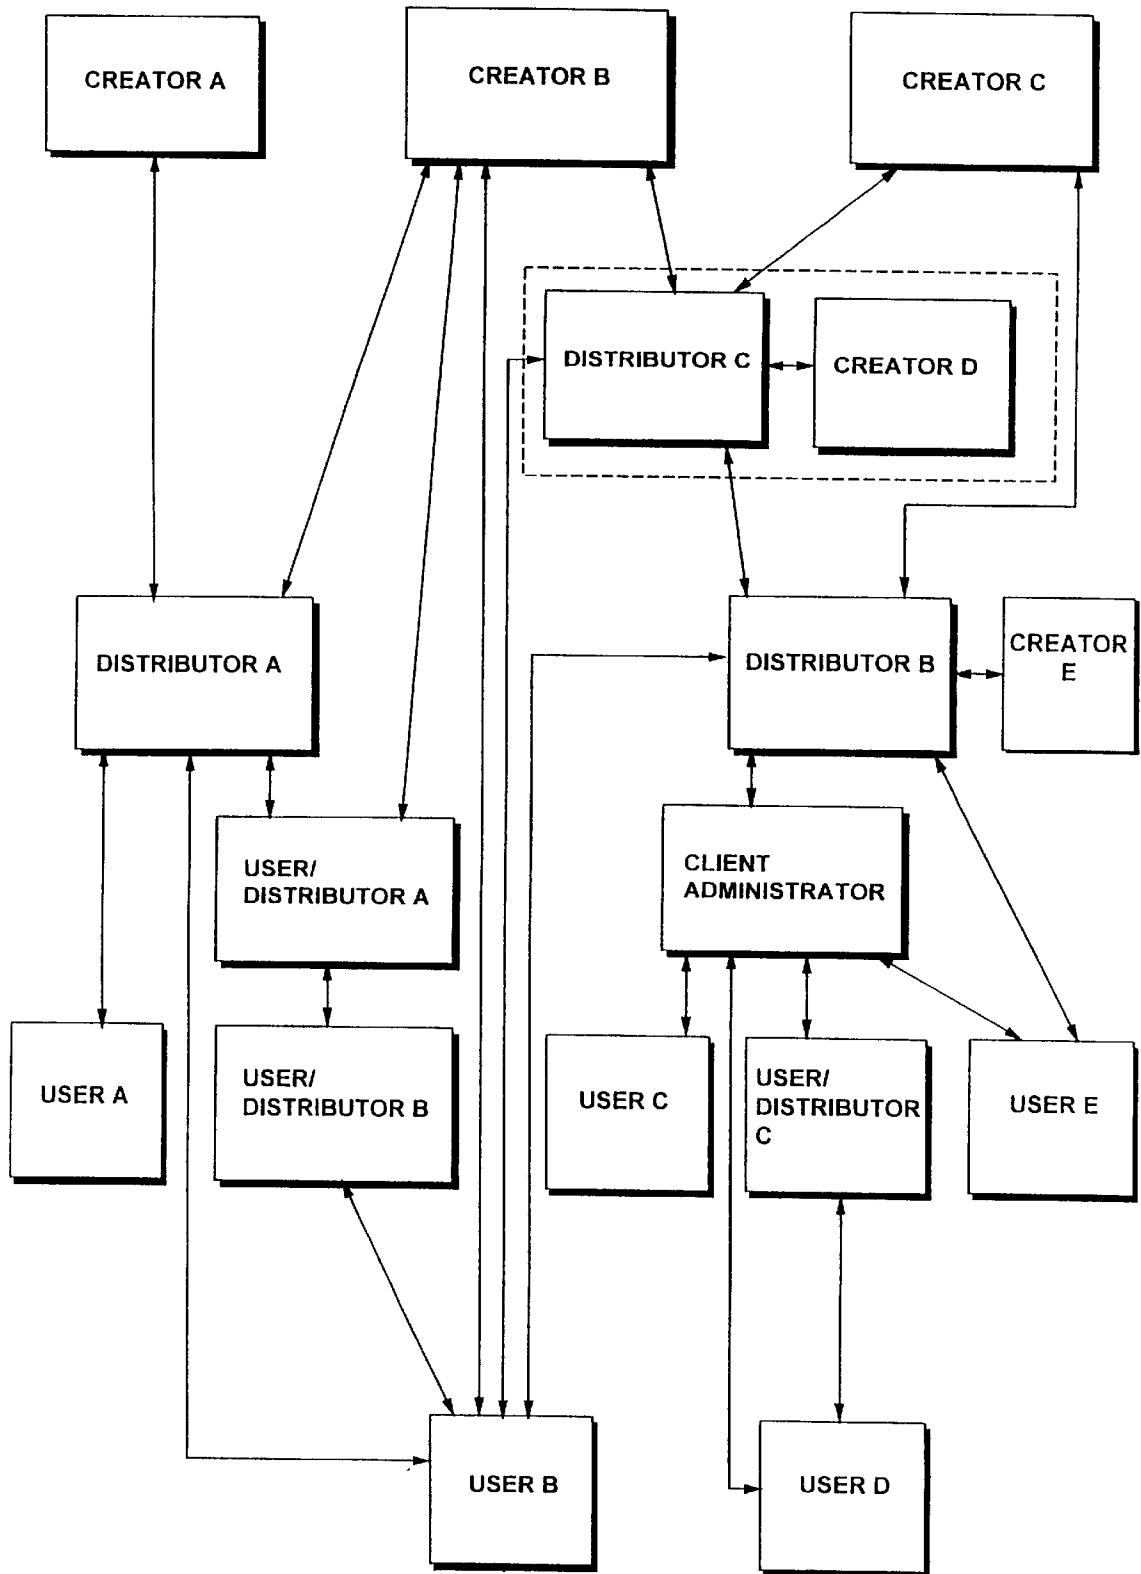 CREATOR A
CREATOR B
CREATOR C
DISTRIBUTOR C
CREATOR D
DISTRIBUTOR A
DISTRIBUTOR B
CREATOR
E
USER/
DISTRIBUTOR A
CLIENT
ADMINISTRATOR
USER A
USER/
DISTRIBUTOR B
USER C
USER/
DISTRIBUTOR
C
USER E
USER B
USER D